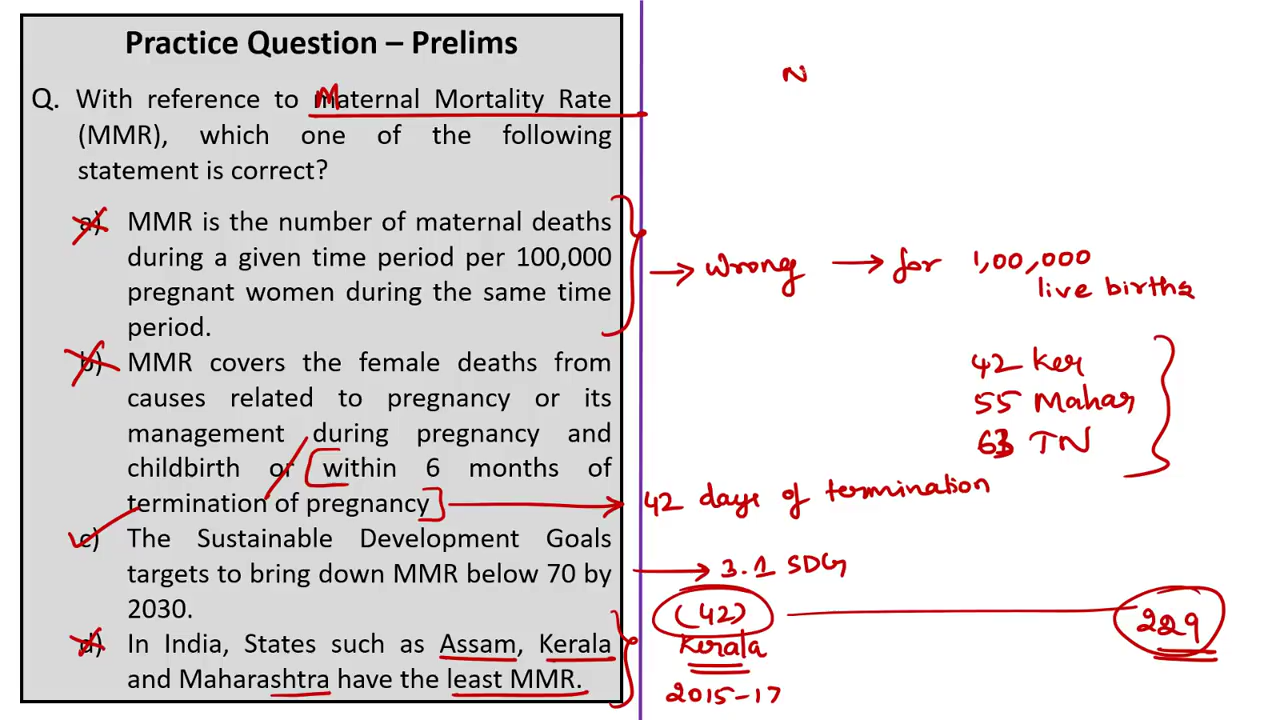 Practice Question – Prelims
Q. With reference to Maternal Mortality Rate
(MMR), which one of the following
statement is correct?
a) MMR is the number of maternal deaths
during a given time period per 100,000
pregnant women during the same time
period.
b) MMR covers the female deaths from
causes related to pregnancy or its
management during pregnancy and
childbirth or within 6 months of
termination of pregnancy
c) The Sustainable Development Goals
targets to bring down MMR below 70 by
2030.
d) In India, States such as Assam, Kerala
and Maharashtra have the least MMR.
N
→ wrong → for 1,00,000
live births
42 Ker
55 Mahar
63 TN
42 days of termination
→ 3.1 SDG
(42)
Kerala
2015-17
229